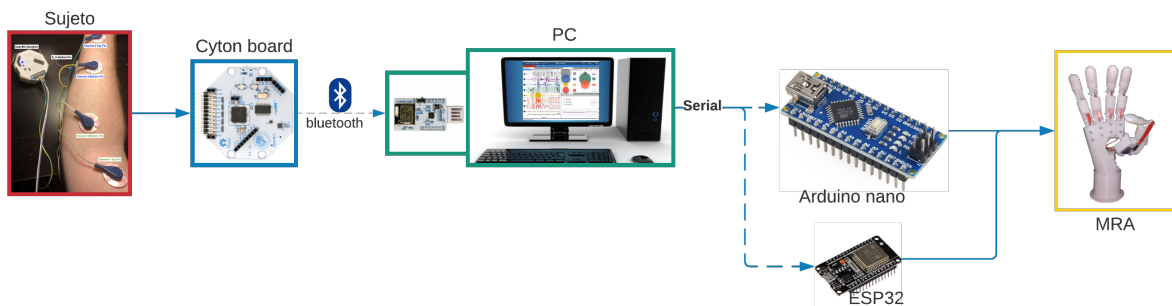 Sujeto
Cyton board
bluetooth
PC
Serial
Arduino nano
ESP32
MRA